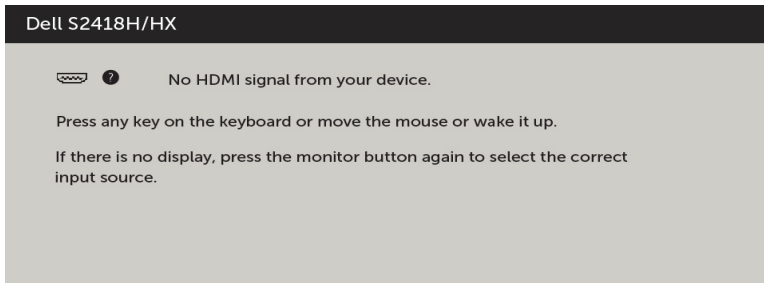 Dell S2418H/HX
? No HDMI signal from your device.
Press any key on the keyboard or move the mouse or wake it up.
If there is no display, press the monitor button again to select the correct
input source.